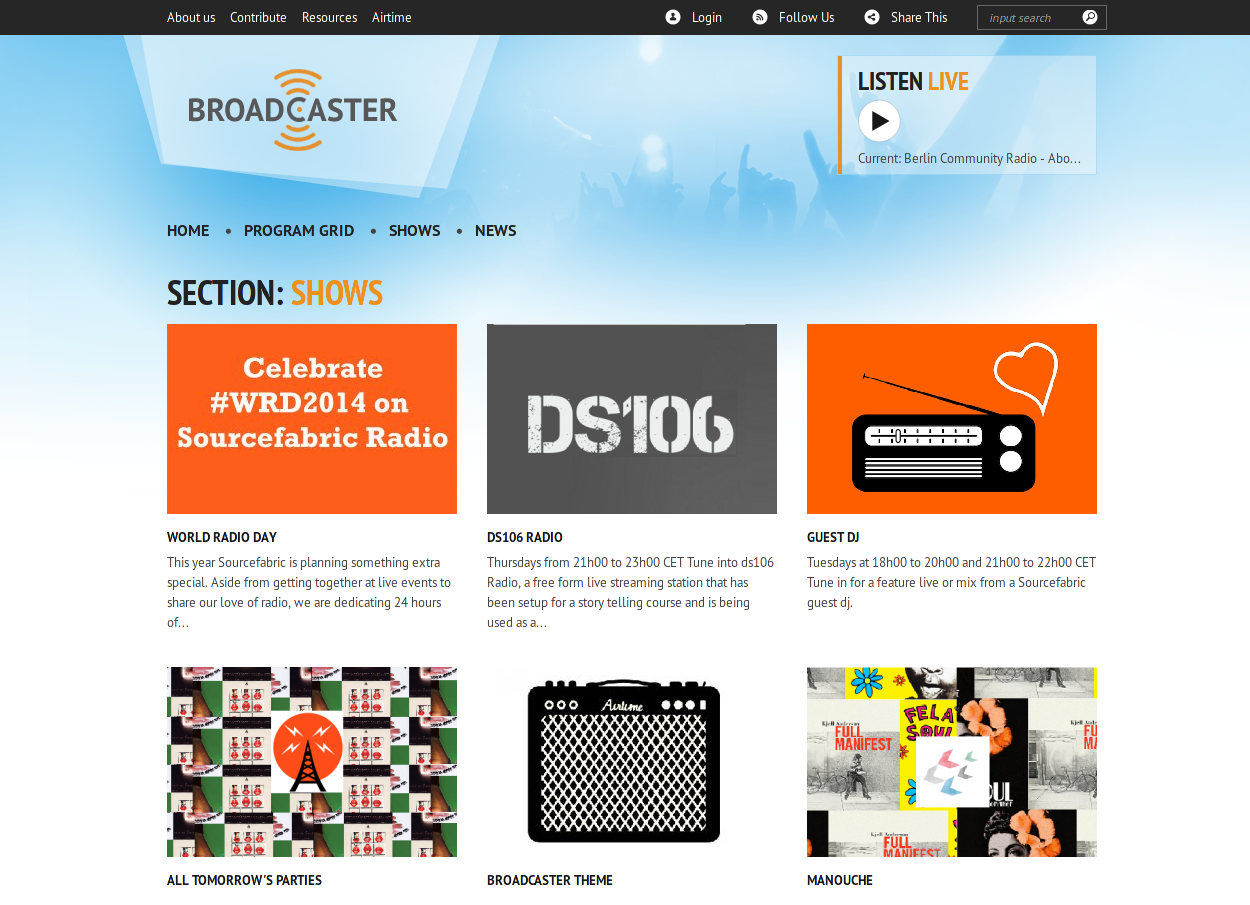 About us Contribute Resources Airtime
Login Follow Us Share This input search
BROADCASTER
LISTEN LIVE
Current: Berlin Community Radio - Abo...
HOME • PROGRAM GRID • SHOWS • NEWS
SECTION: SHOWS
Celebrate
#WRD2014 on
Sourcefabric Radio
DS106
WORLD RADIO DAY
This year Sourcefabric is planning something extra
special. Aside from getting together at live events to
share our love of radio, we are dedicating 24 hours
of...
DS106 RADIO
Thursdays from 21h00 to 23h00 CET Tune into ds106
Radio, a free form live streaming station that has
been setup for a story telling course and is being
used as a...
GUEST DJ
Tuesdays at 18h00 to 20h00 and 21h00 to 22h00 CET
Tune in for a feature live or mix from a Sourcefabric
guest dj.
Airtime
Kjell Andersson
FULL
MANIFEST
FELA
SOUL
Kjell Andersson
FULL
MANIFEST
ALL TOMORROW'S PARTIES
BROADCASTER THEME
MANOUCHE